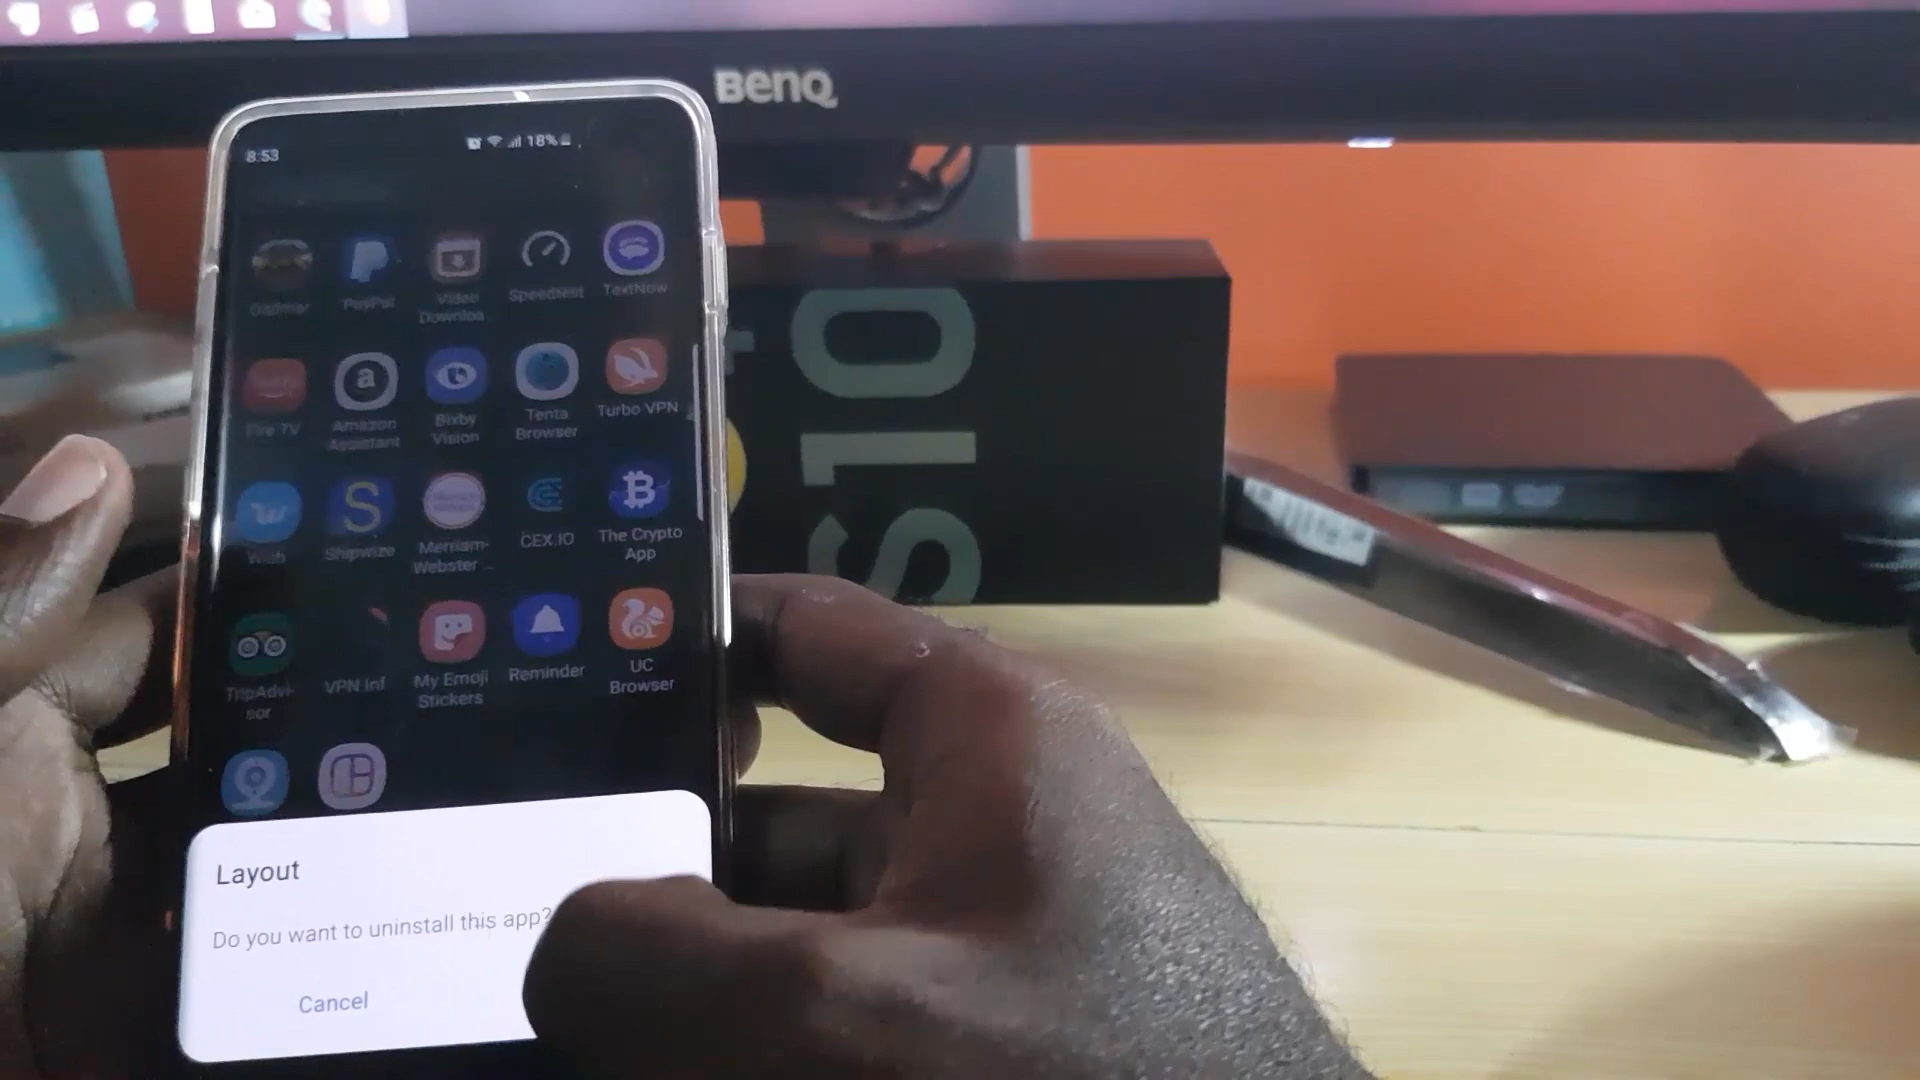 BenQ
8:53
18%
PayPal
Video
Downloa...
Speedtest
TextNow
Fire TV
Amazon
Assistant
Bixby
Vision
Tenta
Browser
Turbo VPN
Wish
Shipwize
Merriam-
Webster ...
CEX.IO
The Crypto
App
TripAdvi-
sor
VPN Inf
My Emoji
Stickers
Reminder
UC
Browser
S10
Layout
Do you want to uninstall this app?
Cancel